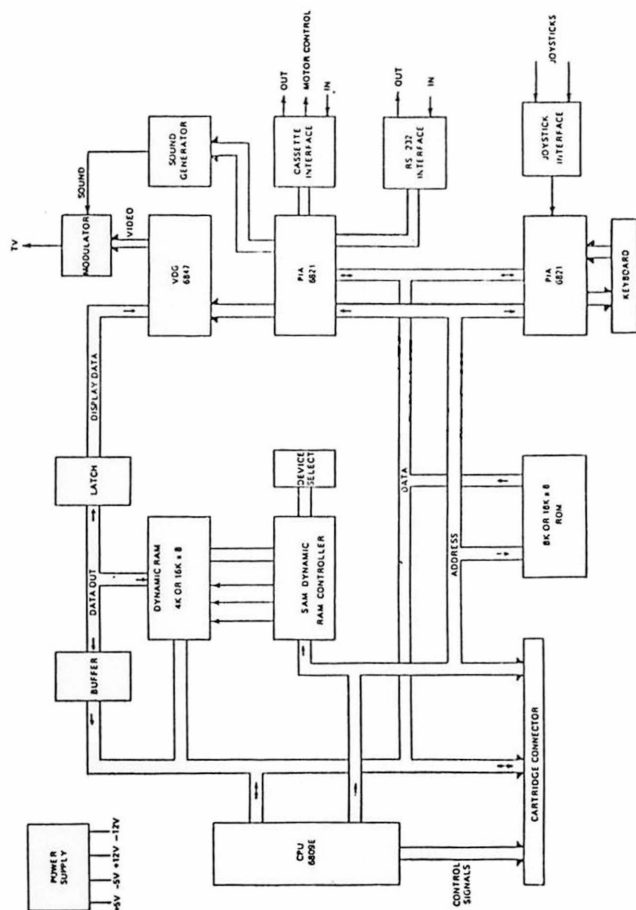 TV
MODULATOR
SOUND
VIDEO
SOUND
GENERATOR
VDG
6847
CASSETTE
INTERFACE
OUT
MOTOR CONTROL
IN
PIA
6821
RS 232
INTERFACE
OUT
IN
JOYSTICK
INTERFACE
JOYSTICKS
PIA
6821
KEYBOARD
DISPLAY DATA
LATCH
DATA OUT
BUFFER
DYNAMIC RAM
4K OR 16K x 8
SAM DYNAMIC
RAM CONTROLLER
DEVICE
SELECT
DATA
ADDRESS
8K OR 16K x 8
ROM
POWER
SUPPLY
+5V -5V +12V -12V
CPU
6809E
CONTROL
SIGNALS
CARTRIDGE CONNECTOR